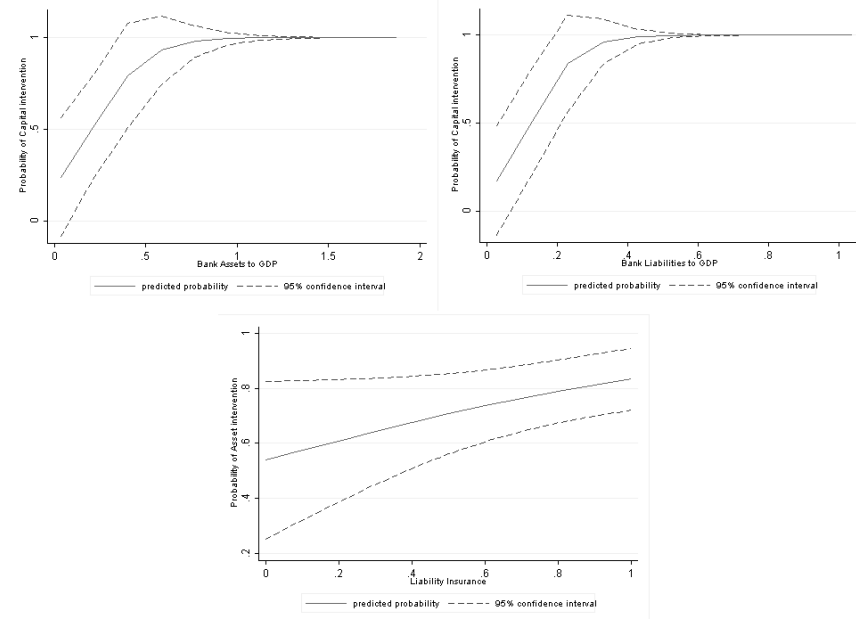 Probability of Capital intervention
1
.5
0
0 .5 1 1.5 2
Bank Assets to GDP
predicted probability 95% confidence interval
Probability of Capital intervention
1
.5
0
0 .2 .4 .6 .8 1
Bank Liabilities to GDP
predicted probability 95% confidence interval
Probability of Asset intervention
1
.8
.6
.4
.2
0 .2 .4 .6 .8 1
Liability Insurance
predicted probability 95% confidence interval